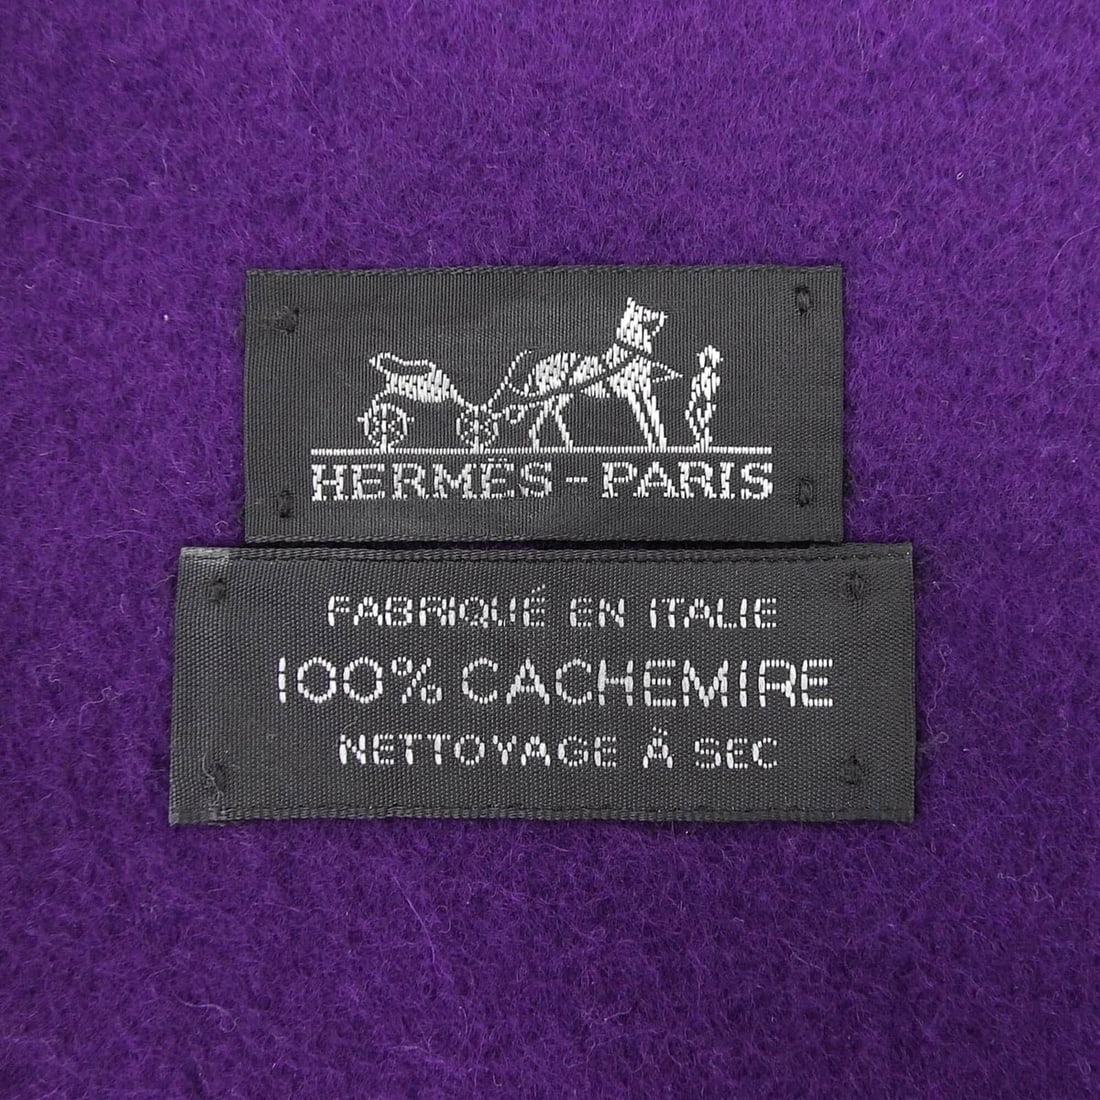 HERMÈS-PARIS
FABRIQUÉ EN ITALIE
100% CACHEMIRE
NETTOYAGE À SEC